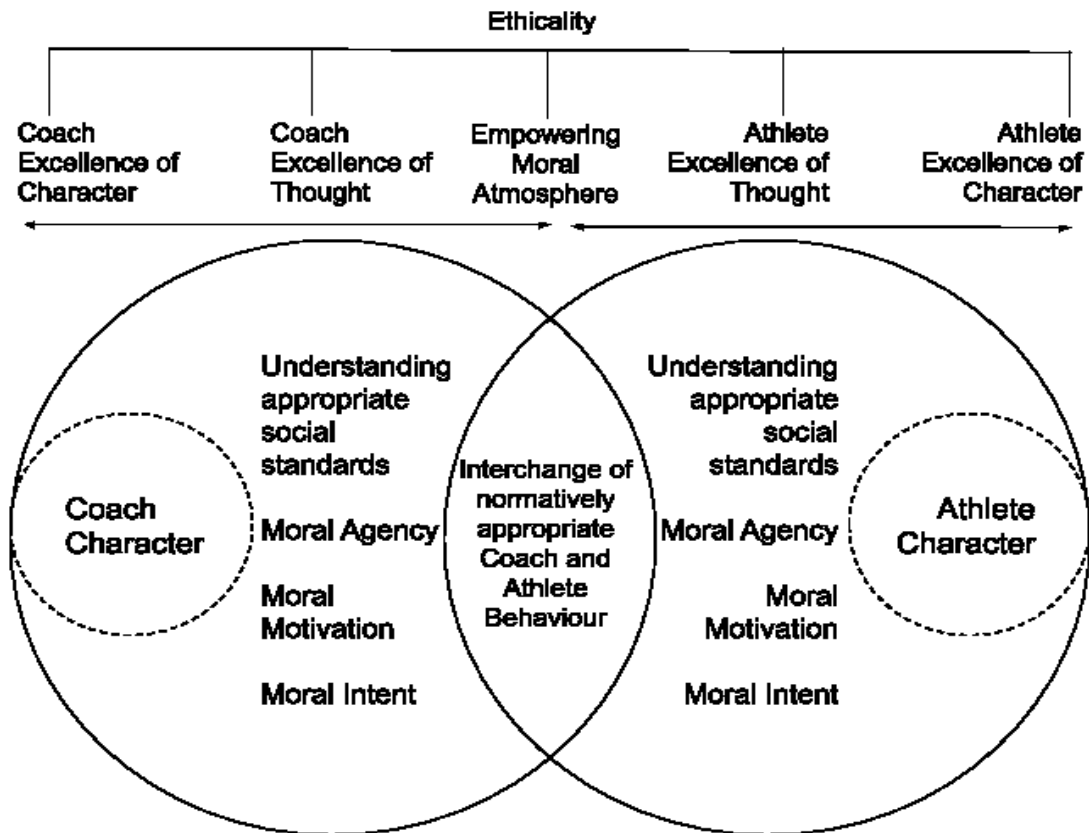 Ethicality
Coach
Excellence of
Character
Coach
Excellence of
Thought
Empowering
Moral
Atmosphere
Athlete
Excellence of
Thought
Athlete
Excellence of
Character
Coach
Character
Understanding
appropriate
social
standards
Moral Agency
Moral
Motivation
Moral Intent
Interchange of
normatively
appropriate
Coach and
Athlete
Behaviour
Understanding
appropriate
social
standards
Moral Agency
Moral
Motivation
Moral Intent
Athlete
Character